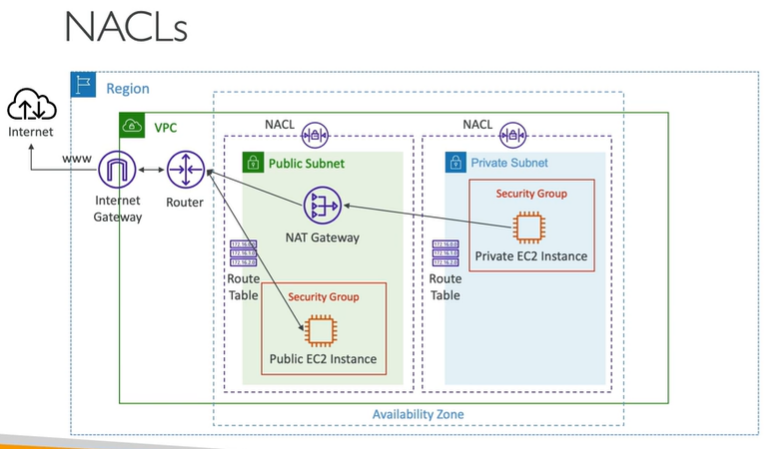 NACLs
Region
Internet
WWW
VPC
NACL
NACL
Public Subnet
Private Subnet
Security Group
Internet
Gateway
Router
NAT Gateway
Private EC2 Instance
Route
Table
Route
Table
Security Group
Public EC2 Instance
Availability Zone